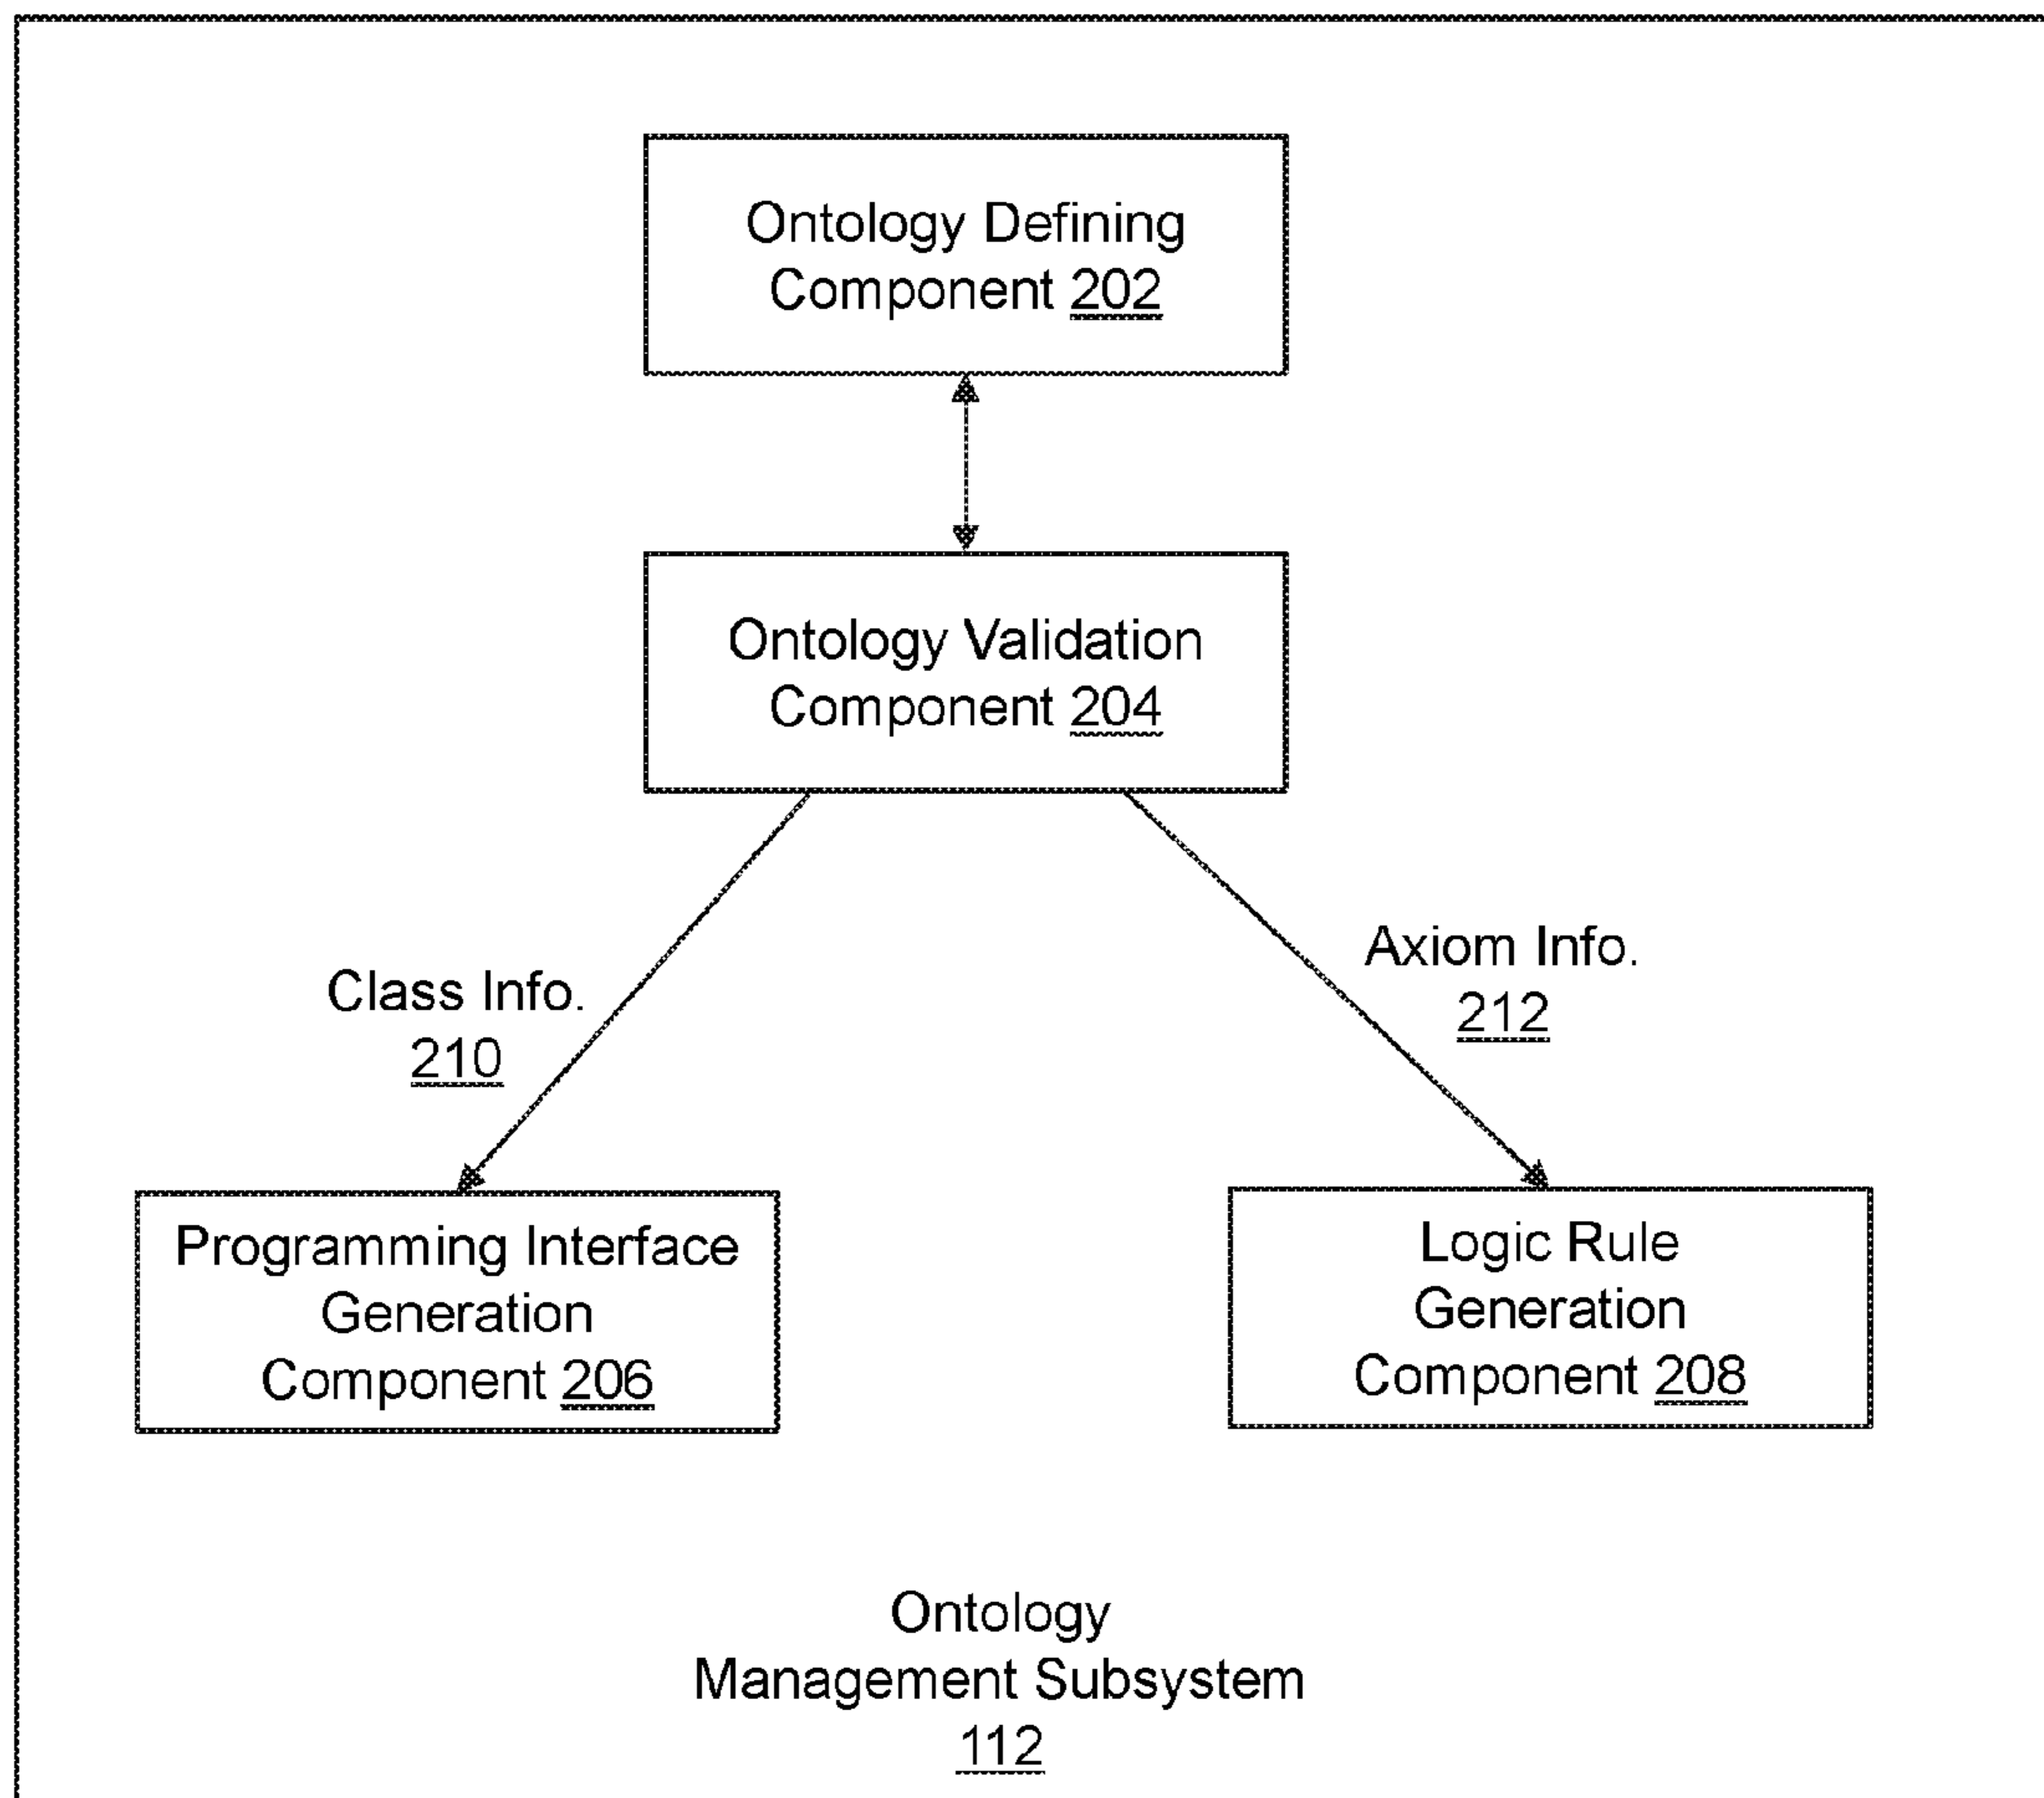 Ontology Defining
Component 202
Ontology Validation
Component 204
Class Info.
210
Axiom Info.
212
Programming Interface
Generation
Component 206
Logic Rule
Generation
Component 208
Ontology
Management Subsystem
112